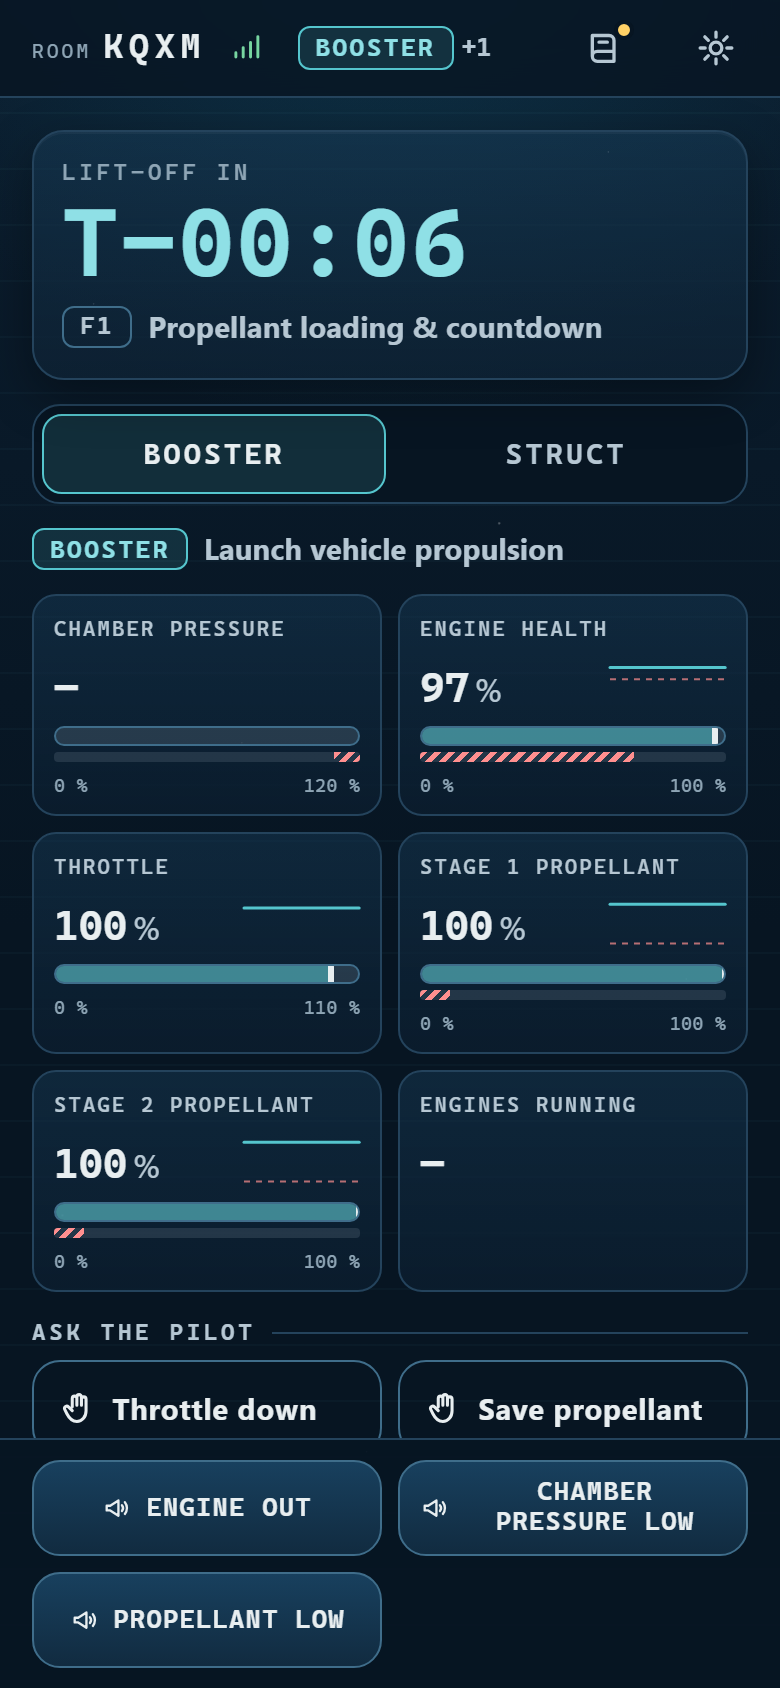 ROOM KQXM BOOSTER +1
LIFT-OFF IN
T−00:06
F1 Propellant loading & countdown
BOOSTER STRUCT
BOOSTER Launch vehicle propulsion
CHAMBER PRESSURE
—
0 % 120 %
ENGINE HEALTH
97 %
0 % 100 %
THROTTLE
100 %
0 % 110 %
STAGE 1 PROPELLANT
100 %
0 % 100 %
STAGE 2 PROPELLANT
100 %
0 % 100 %
ENGINES RUNNING
—
ASK THE PILOT
Throttle down
Save propellant
ENGINE OUT
CHAMBER
PRESSURE LOW
PROPELLANT LOW